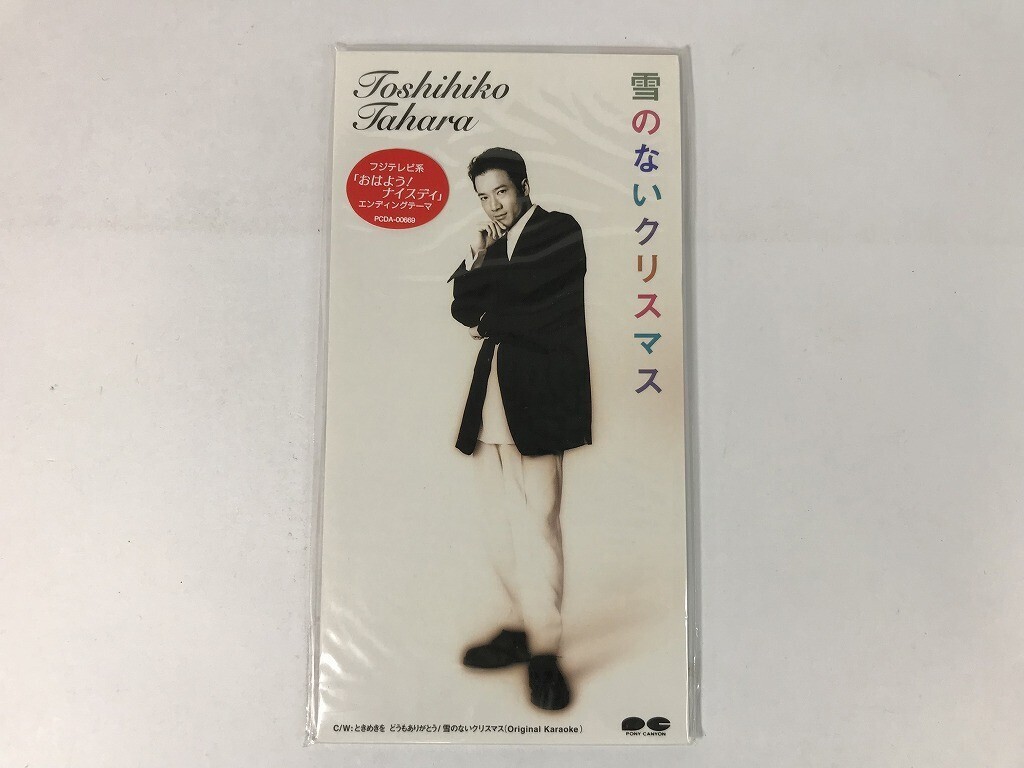 Toshihiko
Tahara
雪のないクリスマス
フジテレビ系
「おはよう!
ナイスデイ」
エンディングテーマ
PCDA-00669
C/W:ときめきを どうもありがとう/雪のないクリスマス(Original Karaoke)
PONY CANYON